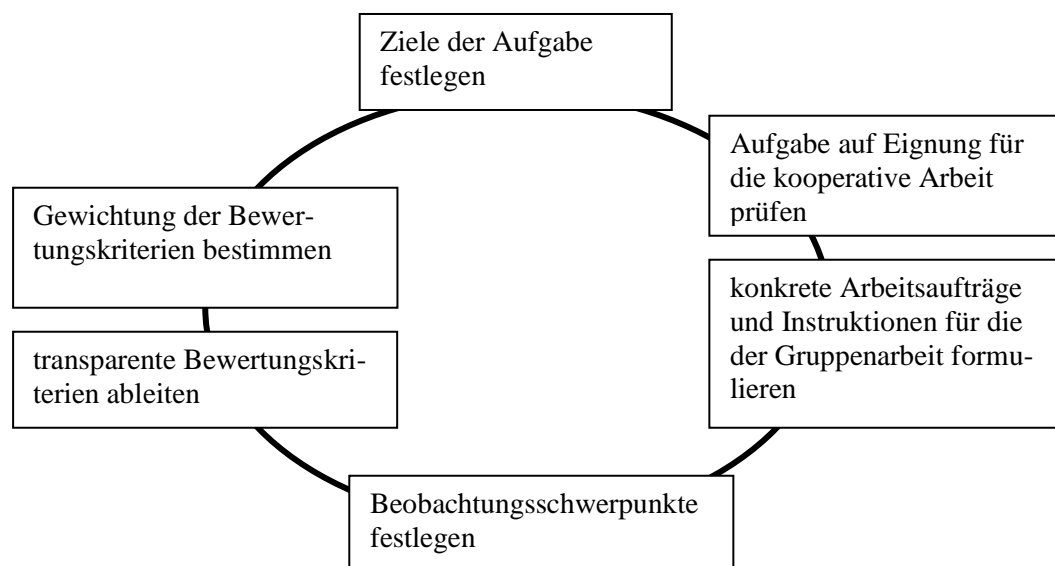 Ziele der Aufgabe
festlegen
Aufgabe auf Eignung für
die kooperative Arbeit
prüfen
konkrete Arbeitsaufträge
und Instruktionen für die
der Gruppenarbeit formu-
lieren
Beobachtungsschwerpunkte
festlegen
transparente Bewertungskri-
terien ableiten
Gewichtung der Bewer-
tungskriterien bestimmen